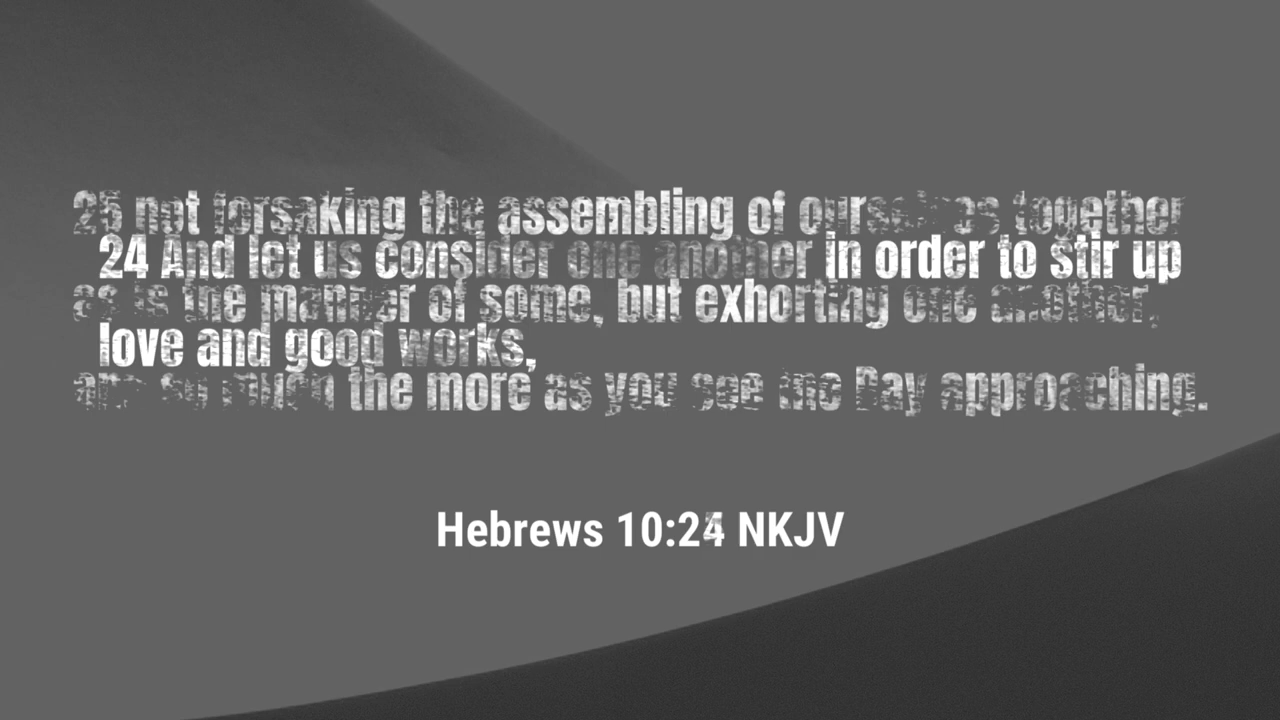 25 not forsaking the assembling of ourselves together
24 And let us consider one another in order to stir up
as is the manner of some, but exhorting one another,
love and good works,
and so much the more as you see the Day approaching.
Hebrews 10:24 NKJV